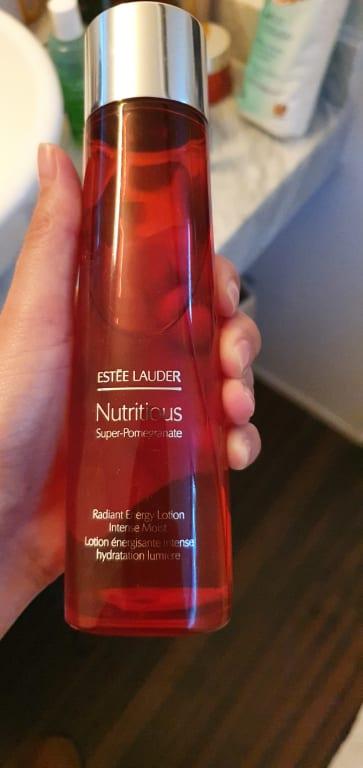 ESTĒE LAUDER
Nutritious
Super-Pomegranate
Radiant Energy Lotion
Intense Moist
Lotion énergisante intense
hydratation lumière